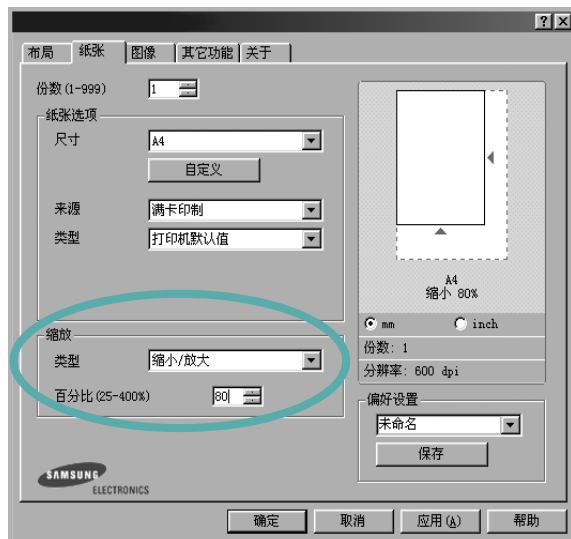 布局 纸张 图像 其它功能 关于
份数(1-999) 1
纸张选项
尺寸 A4
自定义
来源 满卡印制
类型 打印机默认值
缩放
类型 缩小/放大
百分比(25-400%) 80
A4
缩小 80%
mm inch
份数: 1
分辨率: 600 dpi
偏好设置
未命名
保存
SAMSUNG
ELECTRONICS
确定 取消 应用(A) 帮助